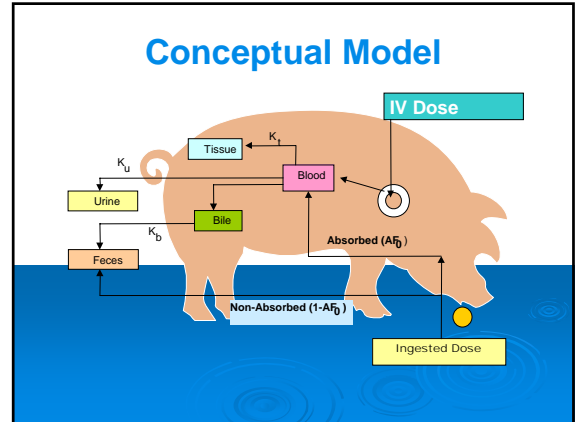 Conceptual Model
IV Dose
Tissue
Kt
Ku
Blood
Urine
Bile
Kb
Absorbed (AF0)
Feces
Non-Absorbed (1-AF0)
Ingested Dose